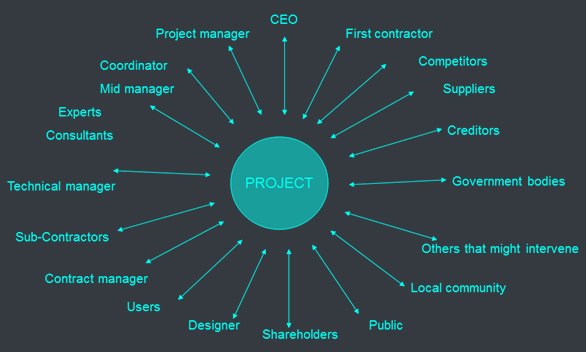 CEO
Project manager
First contractor
Coordinator
Competitors
Mid manager
Suppliers
Experts
Consultants
Creditors
PROJECT
Technical manager
Government bodies
Sub-Contractors
Others that might intervene
Contract manager
Local community
Users
Designer
Shareholders
Public